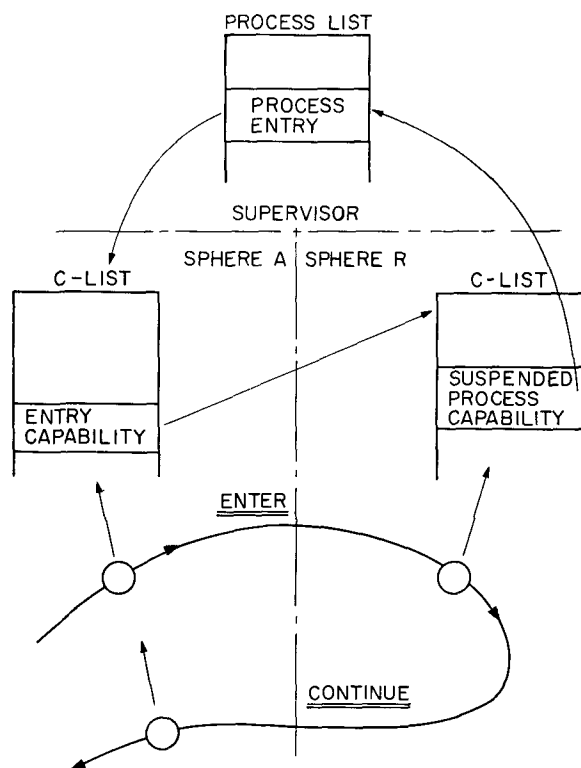 PROCESS LIST
PROCESS
ENTRY
SUPERVISOR
SPHERE A
SPHERE R
C-LIST
C-LIST
ENTRY
CAPABILITY
SUSPENDED
PROCESS
CAPABILITY
ENTER
CONTINUE